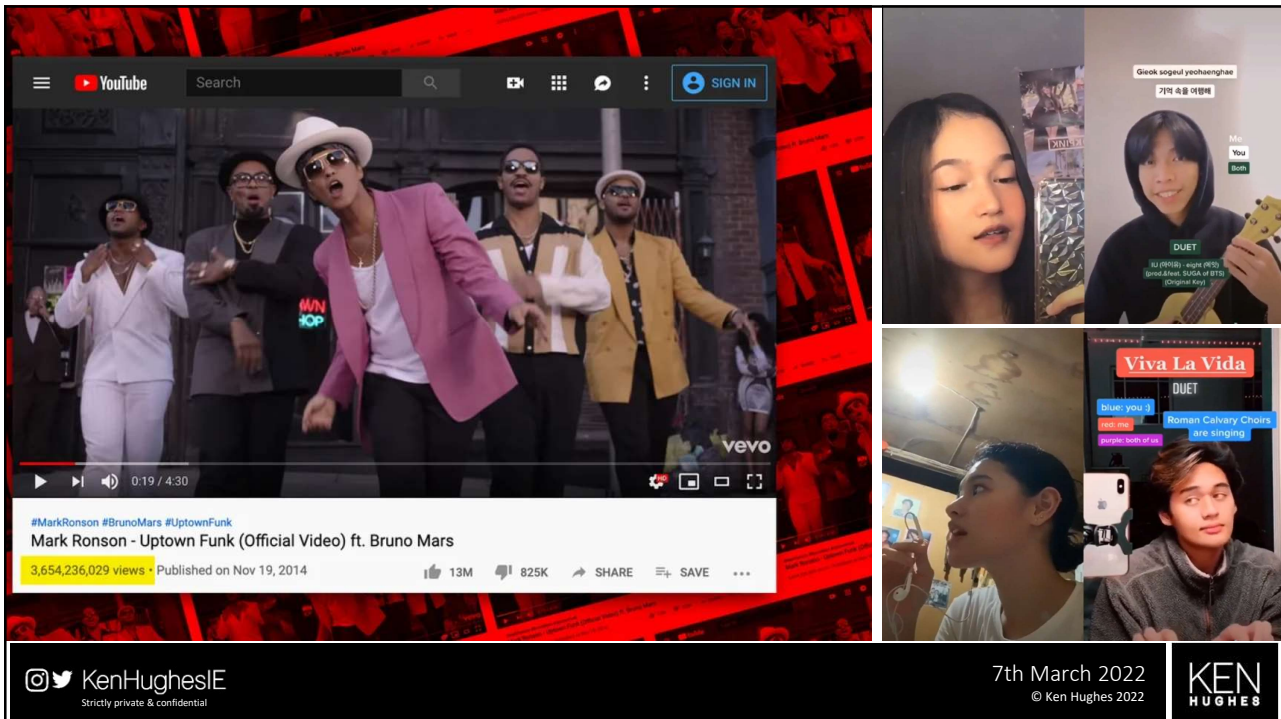 YouTube
Search
SIGN IN
WN
HOP
vevo
0:19 / 4:30
HD
#MarkRonson #BrunoMars #UptownFunk
Mark Ronson - Uptown Funk (Official Video) ft. Bruno Mars
3,654,236,029 views • Published on Nov 19, 2014
13M
825K
SHARE
SAVE
Gieok sogeul yeohaenghae
기억 속을 여행해
Me
You
Both
DUET
IU (아이유) - eight (에잇)
(prod.&feat. SUGA of BTS)
(Original Key)
Viva La Vida
DUET
blue: you :)
red: me
purple: both of us
Roman Calvary Choirs
are singing
KenHughesIE
Strictly private & confidential
7th March 2022
© Ken Hughes 2022
KEN
HUGHES